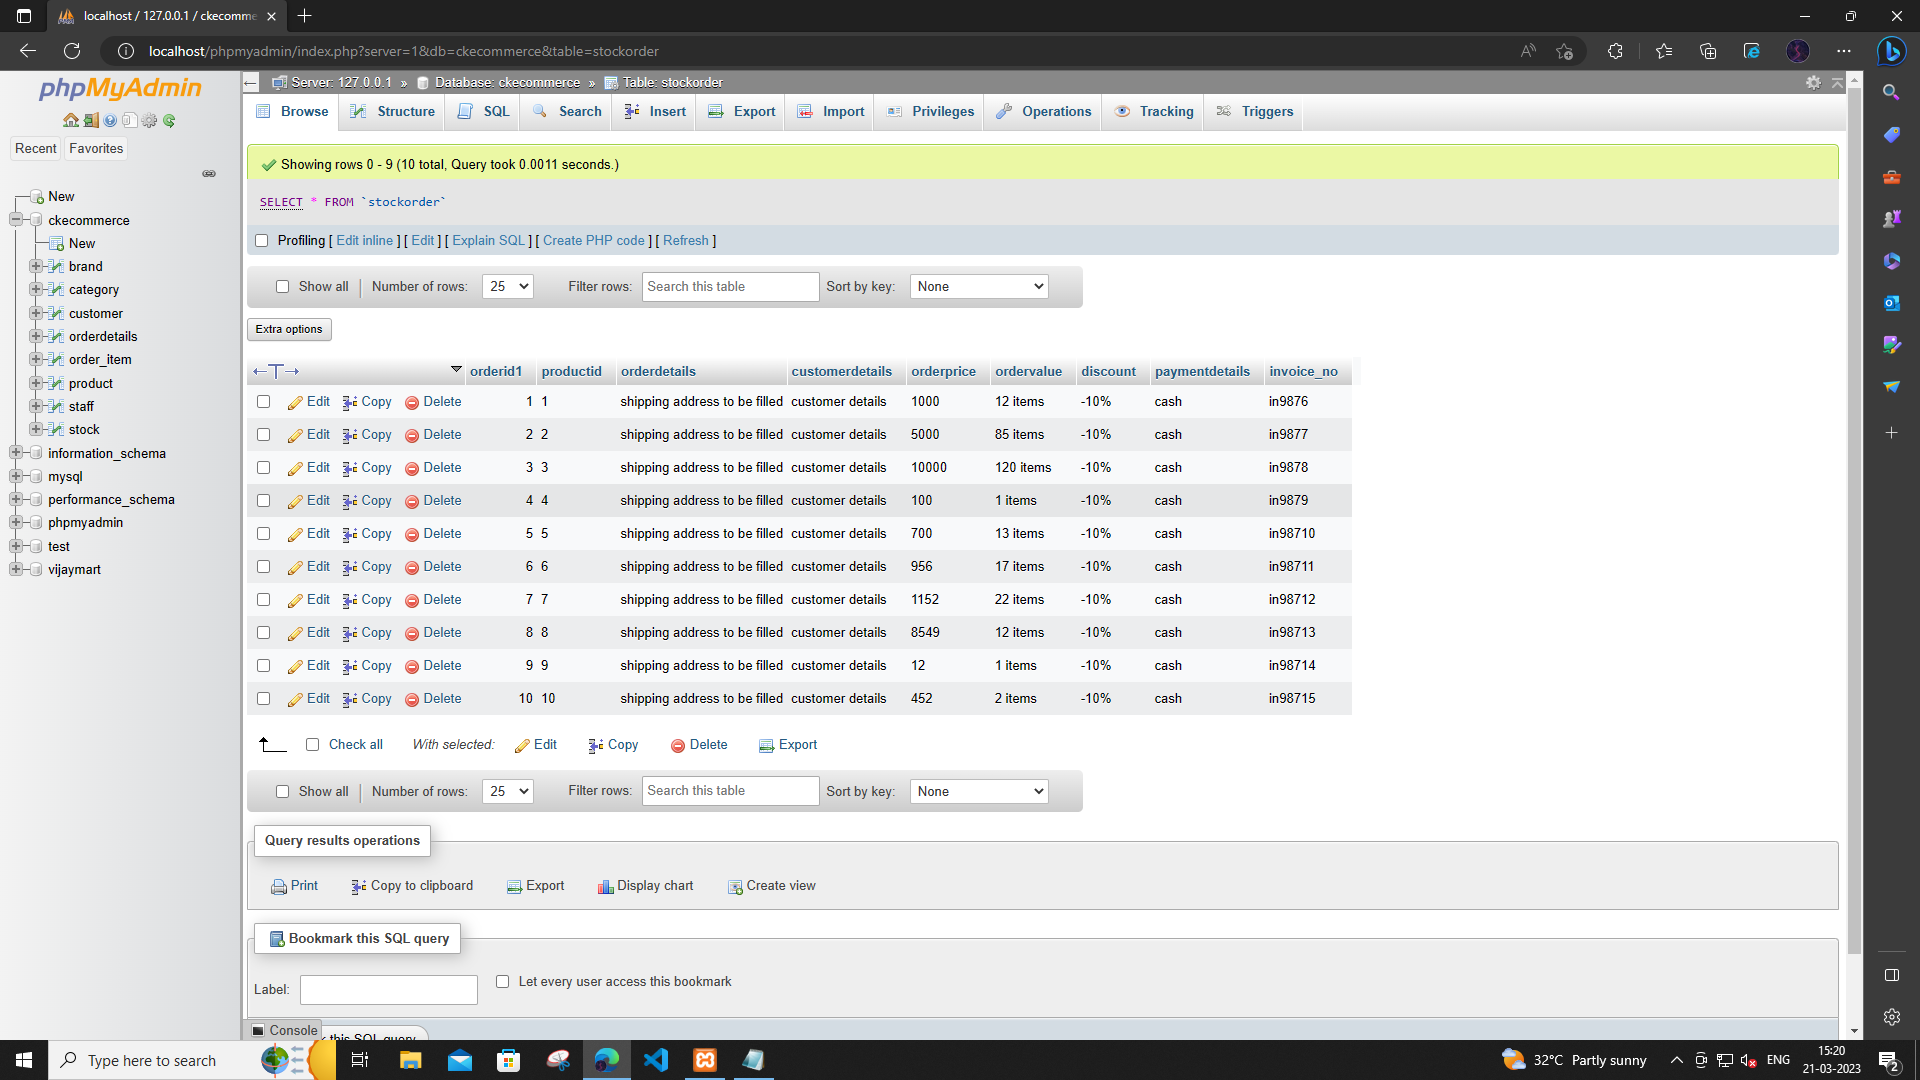 localhost / 127.0.0.1 / ckecomme
localhost/phpmyadmin/index.php?server=1&db=ckecommerce&table=stockorder
phpMyAdmin
Recent Favorites
New
ckecommerce
New
brand
category
customer
orderdetails
order_item
product
staff
stock
information_schema
mysql
performance_schema
phpmyadmin
test
vijaymart
Server: 127.0.0.1 » Database: ckecommerce » Table: stockorder
Browse Structure SQL Search Insert Export Import Privileges Operations Tracking Triggers
Showing rows 0 - 9 (10 total, Query took 0.0011 seconds.)
SELECT * FROM `stockorder`
Profiling [ Edit inline ] [ Edit ] [ Explain SQL ] [ Create PHP code ] [ Refresh ]
Show all Number of rows: 25 Filter rows: Search this table Sort by key: None
Extra options
orderid1 productid orderdetails customerdetails orderprice ordervalue discount paymentdetails invoice_no
Edit Copy Delete 1 1 shipping address to be filled customer details 1000 12 items -10% cash in9876
Edit Copy Delete 2 2 shipping address to be filled customer details 5000 85 items -10% cash in9877
Edit Copy Delete 3 3 shipping address to be filled customer details 10000 120 items -10% cash in9878
Edit Copy Delete 4 4 shipping address to be filled customer details 100 1 items -10% cash in9879
Edit Copy Delete 5 5 shipping address to be filled customer details 700 13 items -10% cash in98710
Edit Copy Delete 6 6 shipping address to be filled customer details 956 17 items -10% cash in98711
Edit Copy Delete 7 7 shipping address to be filled customer details 1152 22 items -10% cash in98712
Edit Copy Delete 8 8 shipping address to be filled customer details 8549 12 items -10% cash in98713
Edit Copy Delete 9 9 shipping address to be filled customer details 12 1 items -10% cash in98714
Edit Copy Delete 10 10 shipping address to be filled customer details 452 2 items -10% cash in98715
Check all With selected: Edit Copy Delete Export
Show all Number of rows: 25 Filter rows: Search this table Sort by key: None
Query results operations
Print Copy to clipboard Export Display chart Create view
Bookmark this SQL query
Label: Let every user access this bookmark
Console this SQL query
Type here to search
32°C Partly sunny ENG 15:20
21-03-2023
2